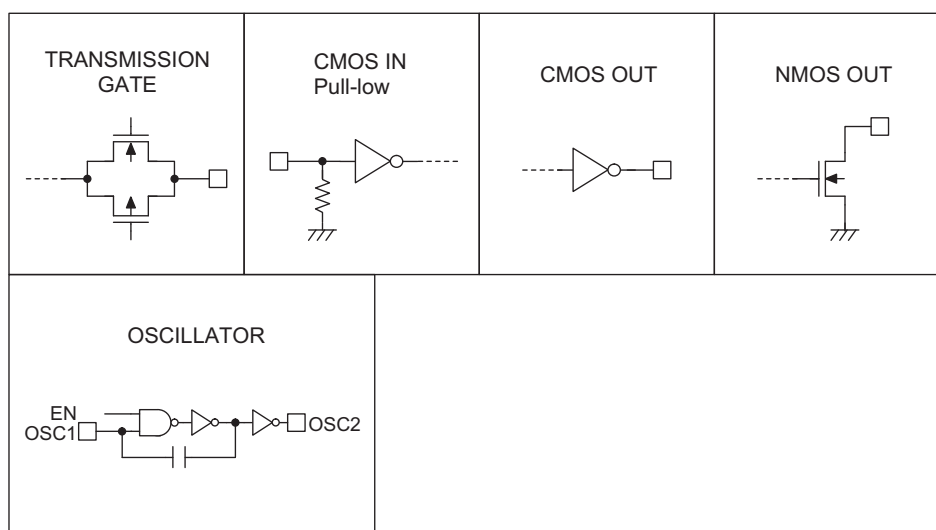 TRANSMISSION
GATE
CMOS IN
Pull-low
CMOS OUT
NMOS OUT
OSCILLATOR
EN
OSC1
OSC2